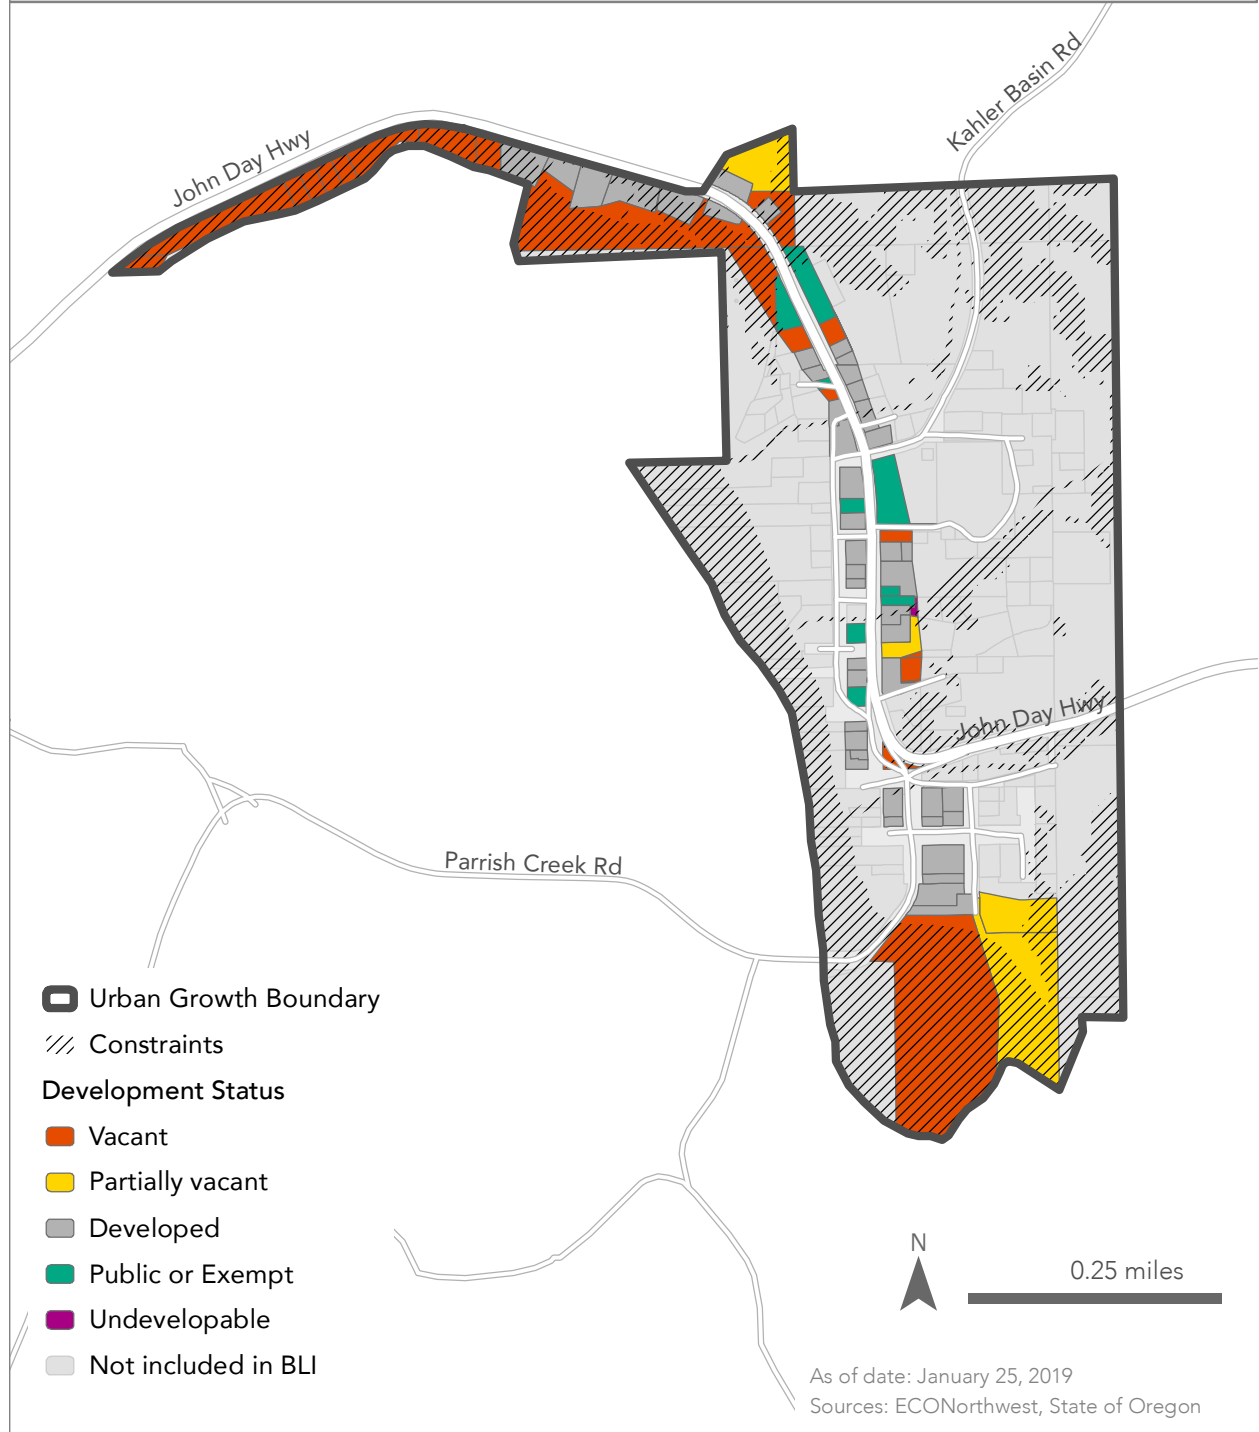 Kahler Basin Rd
John Day Hwy
John Day Hwy
Parrish Creek Rd
Urban Growth Boundary
Constraints
Development Status
Vacant
Partially vacant
Developed
Public or Exempt
Undevelopable
Not included in BLI
N
0.25 miles
As of date: January 25, 2019
Sources: ECONorthwest, State of Oregon